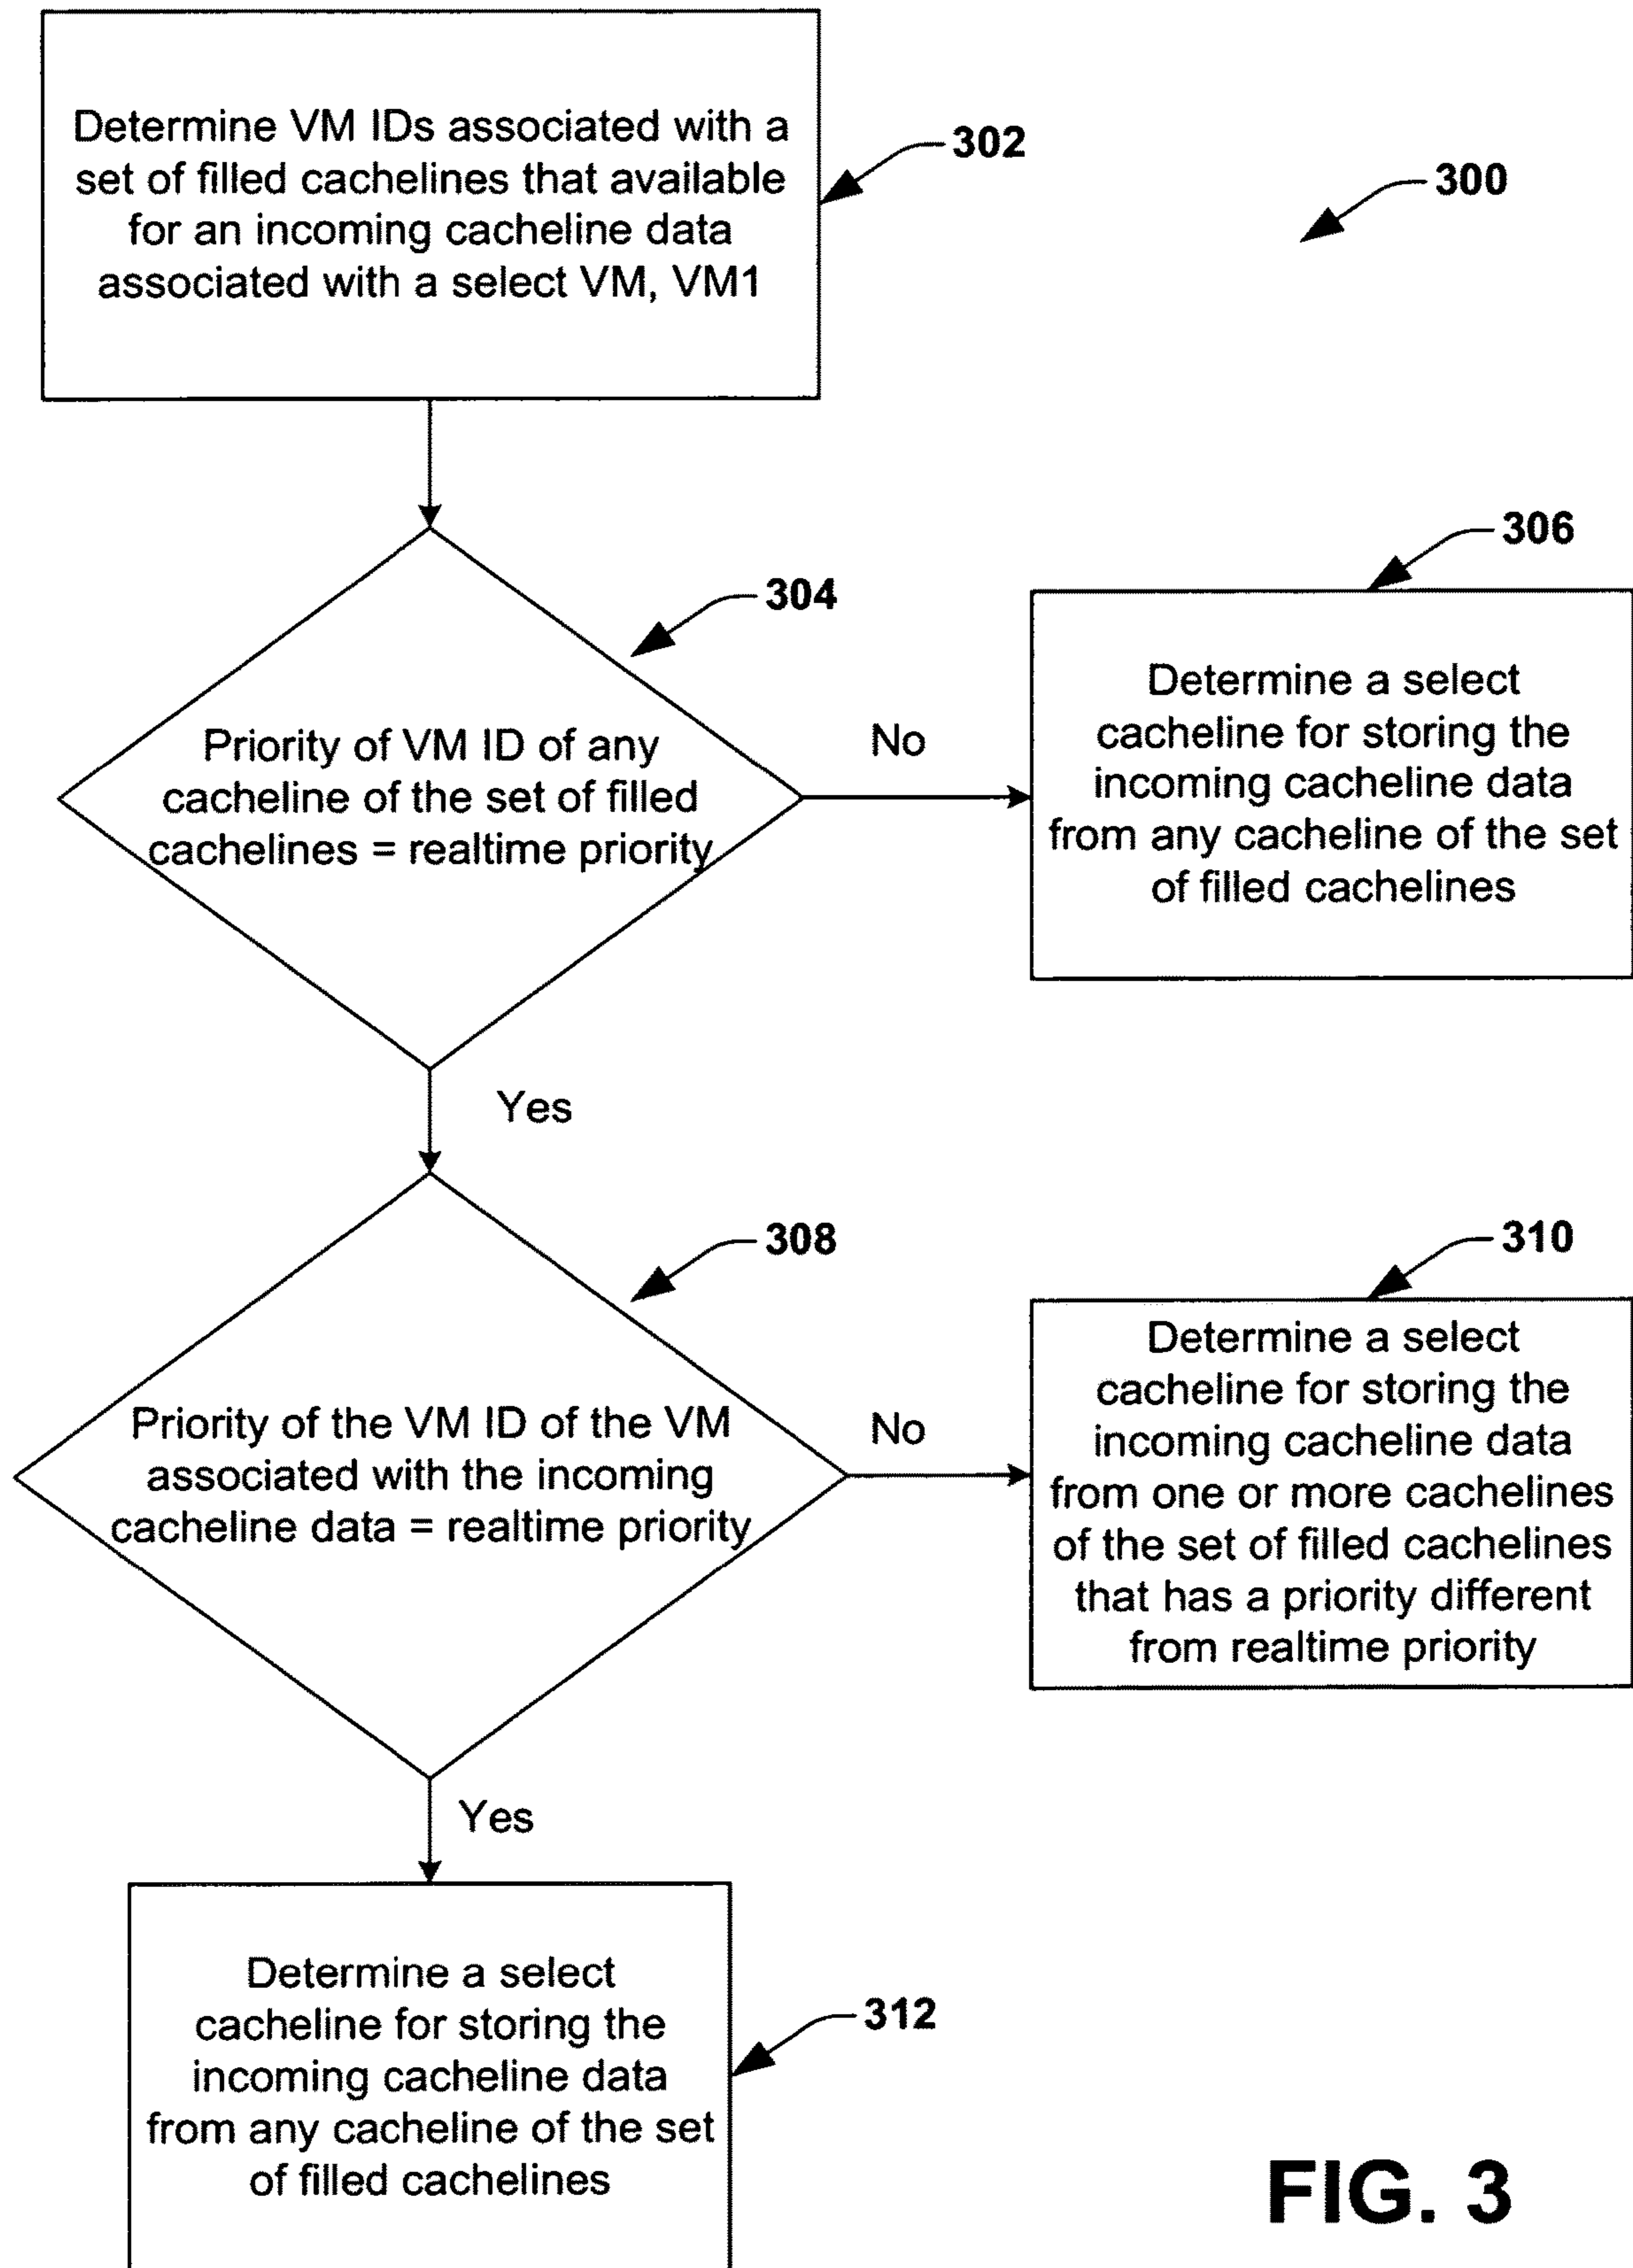 Determine VM IDs associated with a
set of filled cachelines that available
for an incoming cacheline data
associated with a select VM, VM1
302
300
304
Priority of VM ID of any
cacheline of the set of filled
cachelines = realtime priority
No
306
Determine a select
cacheline for storing the
incoming cacheline data
from any cacheline of the set
of filled cachelines
Yes
308
Priority of the VM ID of the VM
associated with the incoming
cacheline data = realtime priority
No
310
Determine a select
cacheline for storing the
incoming cacheline data
from one or more cachelines
of the set of filled cachelines
that has a priority different
from realtime priority
Yes
Determine a select
cacheline for storing the
incoming cacheline data
from any cacheline of the set
of filled cachelines
312
FIG. 3